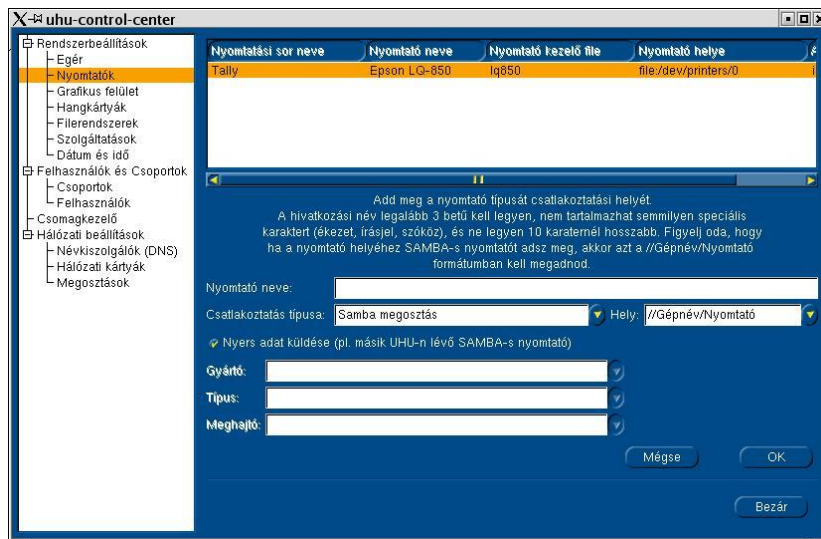 uhu-control-center
Rendszerbeállítások
Egér
Nyomtatók
Grafikus felület
Hangkártyák
Filerendszerek
Szolgáltatások
Dátum és idő
Felhasználók és Csoportok
Csoportok
Felhasználók
Csomagkezelő
Hálózati beállítások
Névkiszolgálók (DNS)
Hálózati kártyák
Megosztások
Nyomtatási sor neve Nyomtató neve Nyomtató kezelő file Nyomtató helye
Tally Epson LQ-850 lq850 file:/dev/printers/0
Add meg a nyomtató típusát csatlakoztatási helyét.
A hivatkozási név legalább 3 betű kell legyen, nem tartalmazhat semmilyen speciális
karaktert (ékezet, írásjel, szóköz), és ne legyen 10 karaternél hosszabb. Figyelj oda, hogy
ha a nyomtató helyéhez SAMBA-s nyomtatót adsz meg, akkor azt a //Gépnév/Nyomtató
formátumban kell megadnod.
Nyomtató neve:
Csatlakoztatás típusa: Samba megosztás Hely: //Gépnév/Nyomtató
Nyers adat küldése (pl. másik UHU-n lévő SAMBA-s nyomtató)
Gyártó:
Típus:
Meghajtó:
Mégse OK
Bezár